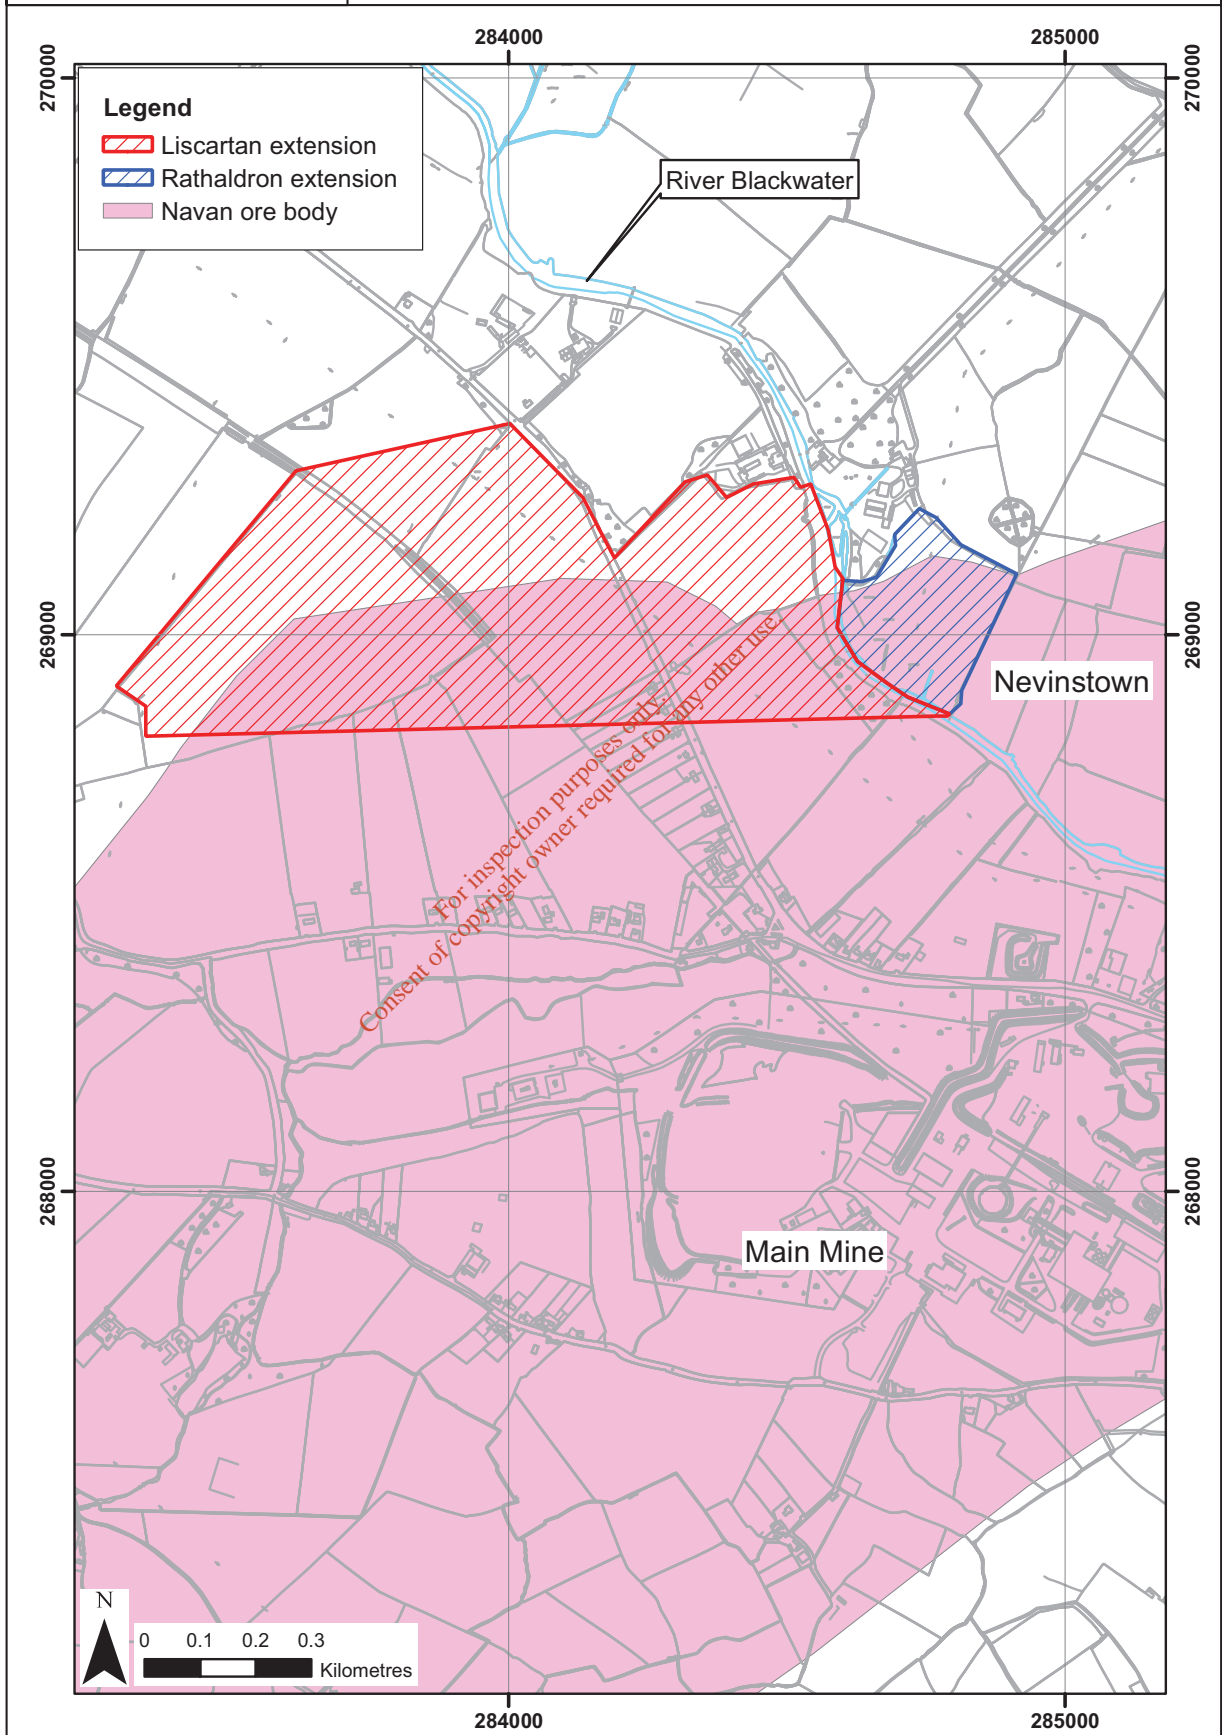 284000
285000
270000
270000
Legend
Liscartan extension
Rathaldron extension
Navan ore body
River Blackwater
269000
269000
Nevinstown
For inspection purposes only.
Consent of copyright owner required for any other use.
268000
268000
Main Mine
N
0 0.1 0.2 0.3
Kilometres
284000
285000